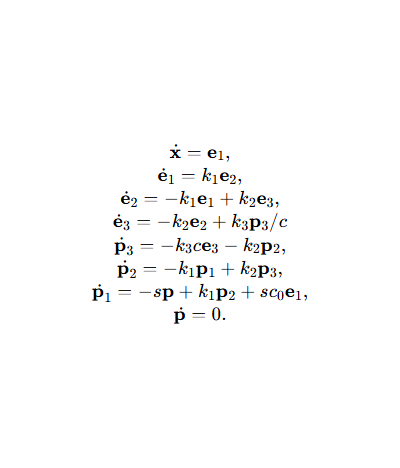 ẋ = e₁,
ė₁ = k₁e₂,
ė₂ = −k₁e₁ + k₂e₃,
ė₃ = −k₂e₂ + k₃p₃/c
ṗ₃ = −k₃ce₃ − k₂p₂,
ṗ₂ = −k₁p₁ + k₂p₃,
ṗ₁ = −sp + k₁p₂ + sc₀e₁,
ṗ = 0.